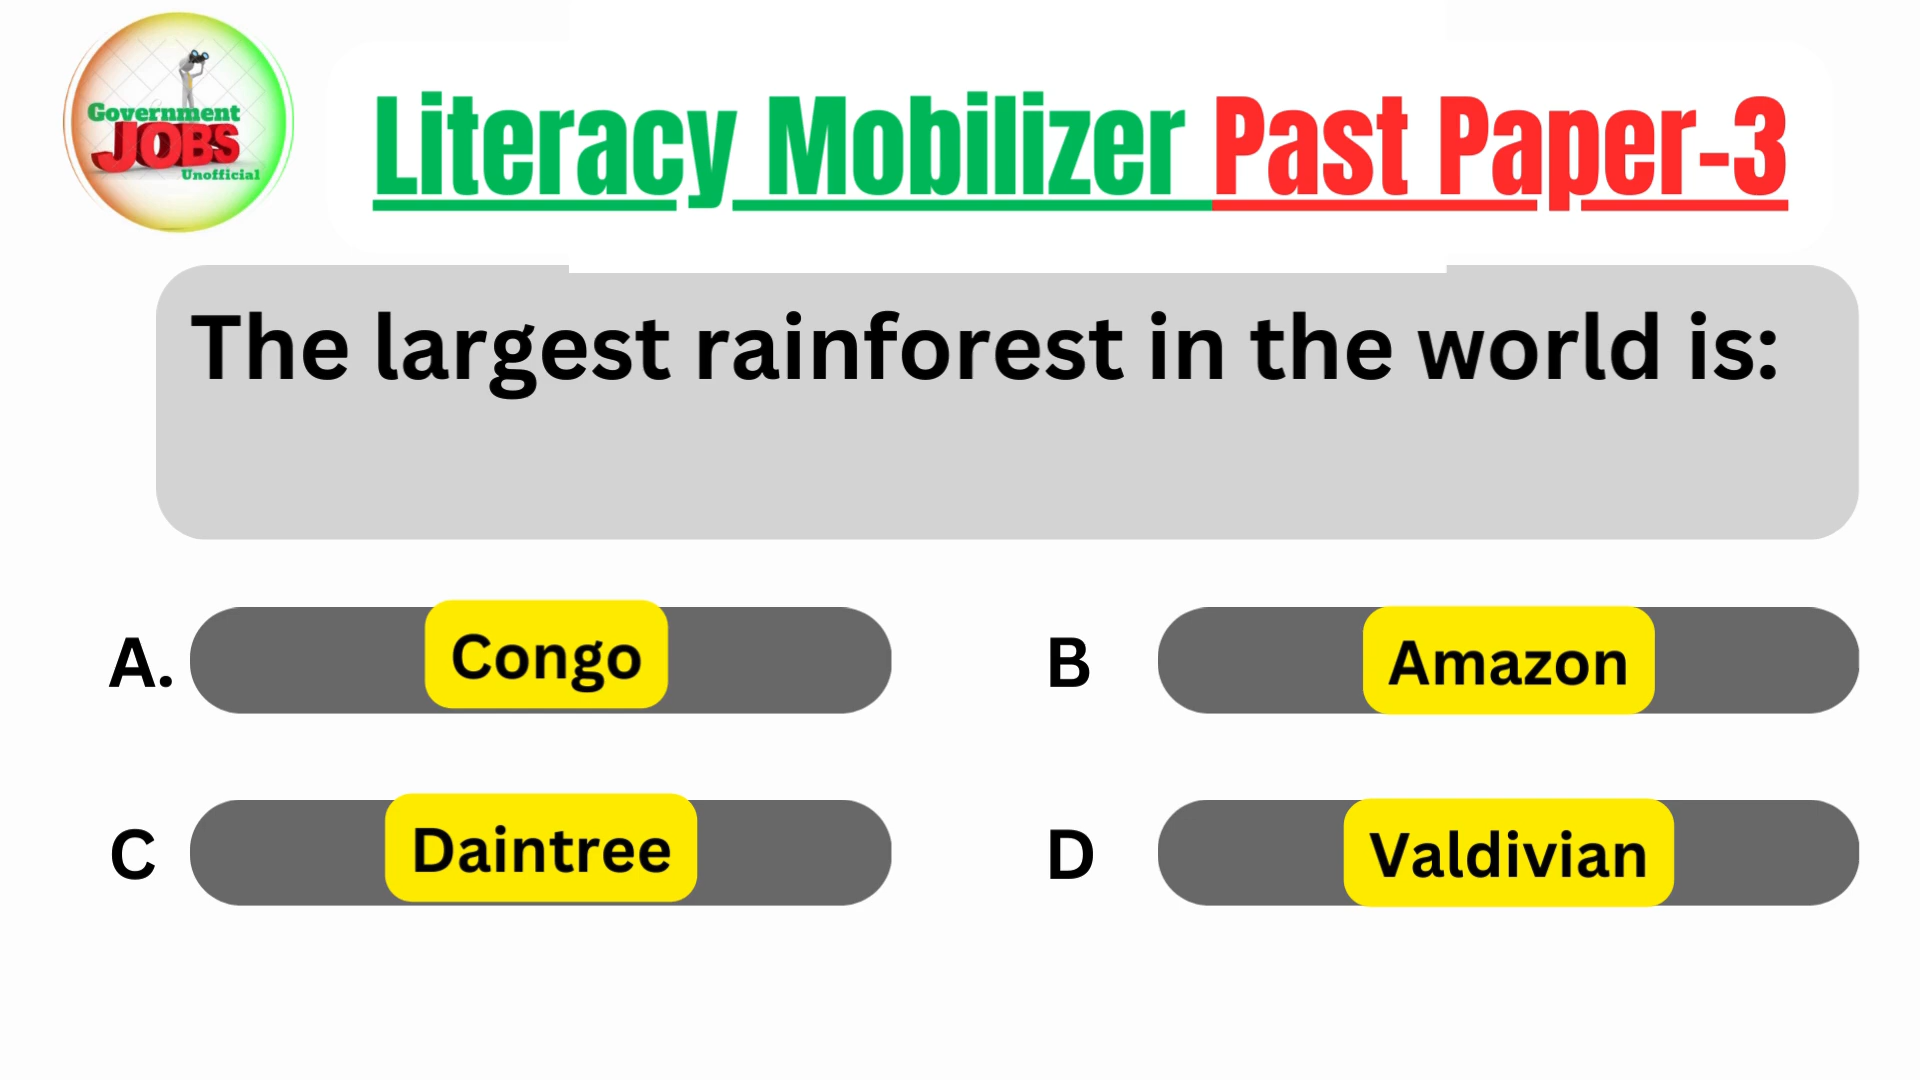 Government
JOBS
Unofficial
Literacy Mobilizer Past Paper-3
The largest rainforest in the world is:
A. Congo
B Amazon
C Daintree
D Valdivian